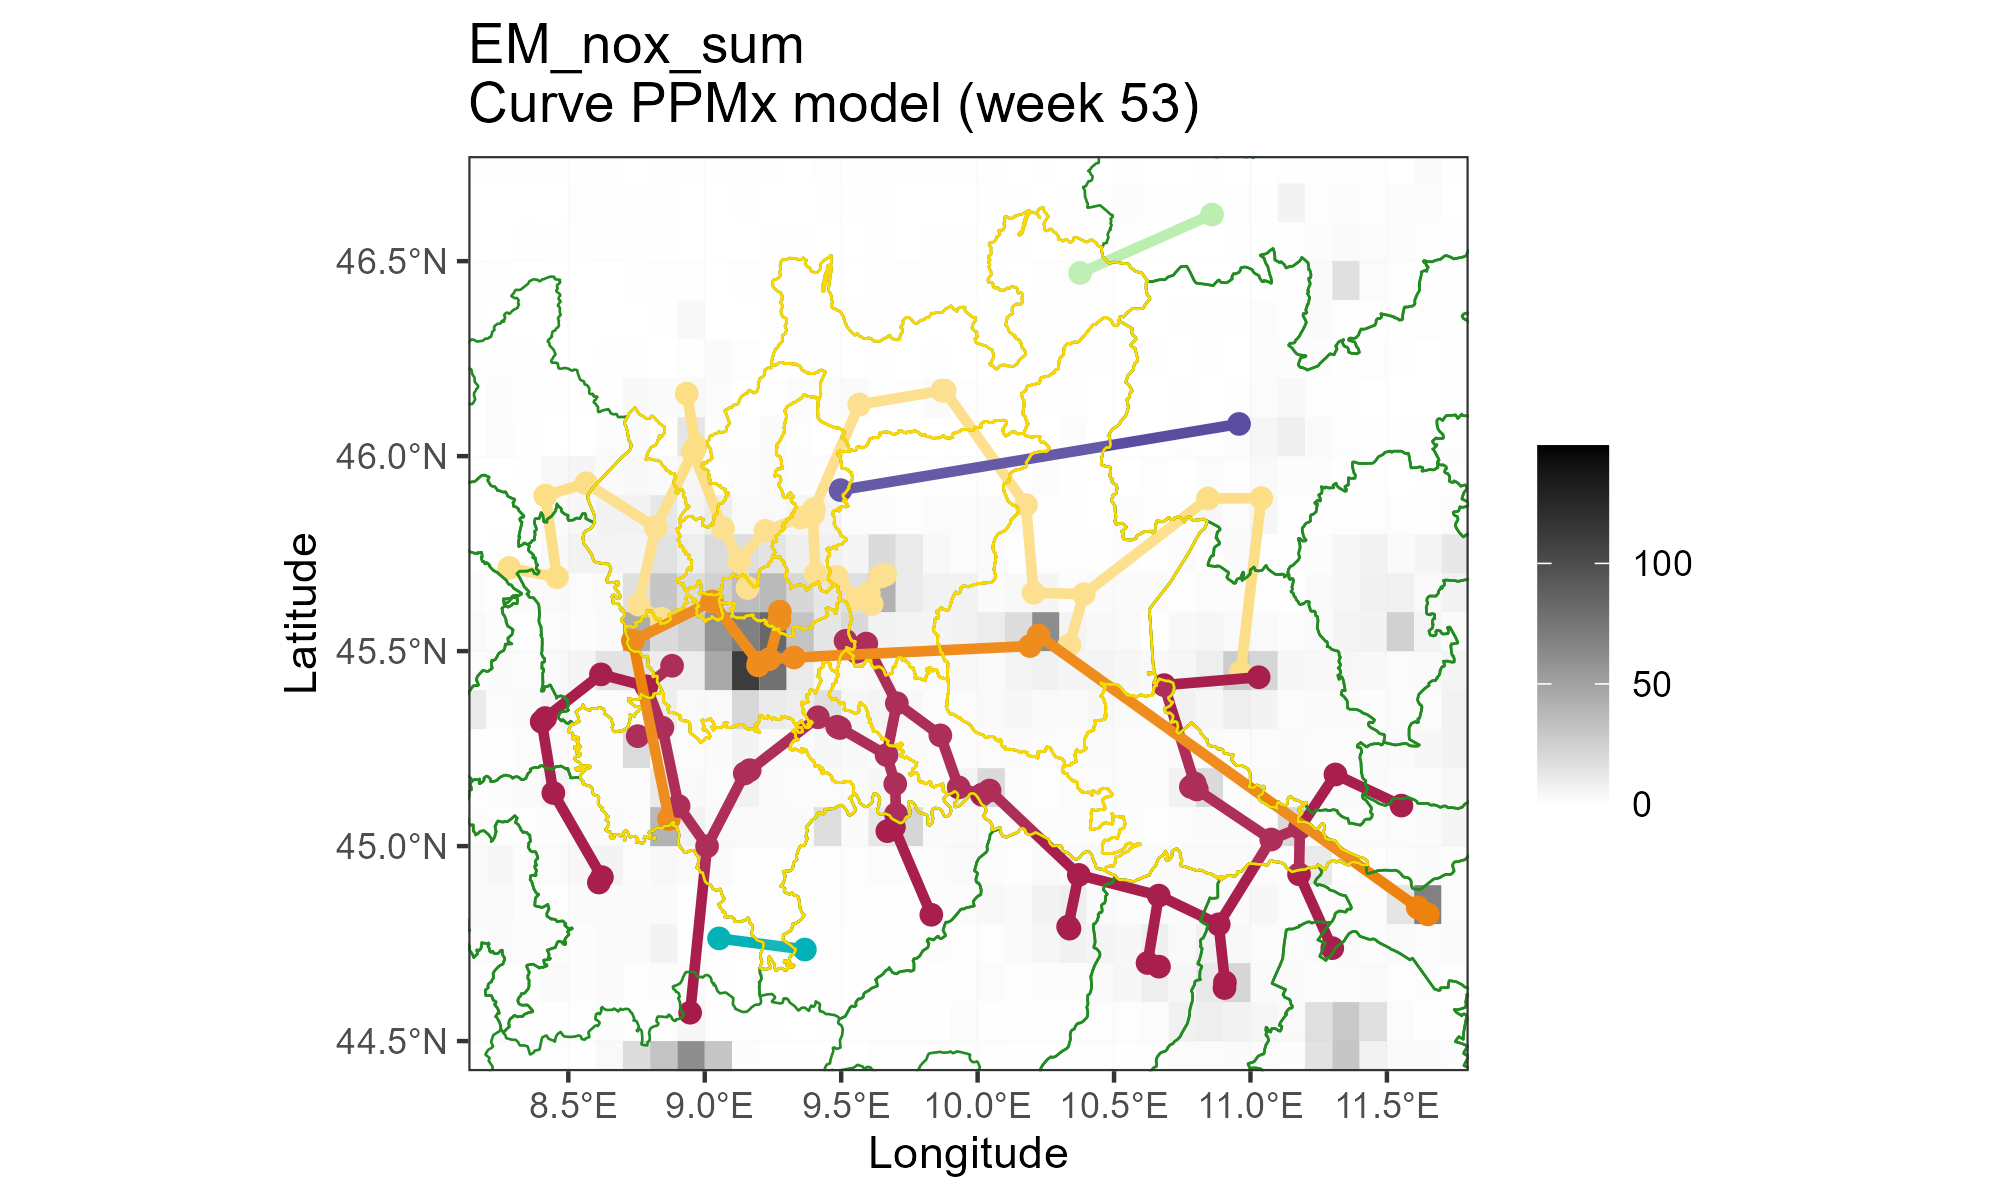 EM_nox_sum
Curve PPMx model (week 53)
46.5°N
46.0°N
45.5°N
45.0°N
44.5°N
Latitude
8.5°E 9.0°E 9.5°E 10.0°E 10.5°E 11.0°E 11.5°E
Longitude
100
50
0